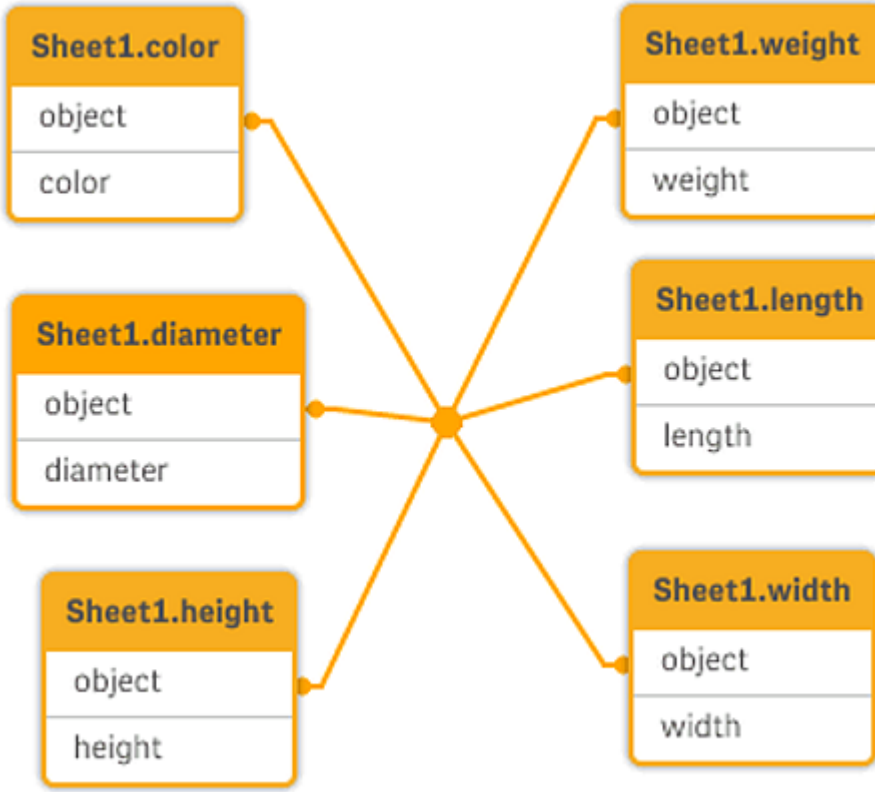 Sheet1.color
object
color
Sheet1.weight
object
weight
Sheet1.diameter
object
diameter
Sheet1.length
object
length
Sheet1.height
object
height
Sheet1.width
object
width